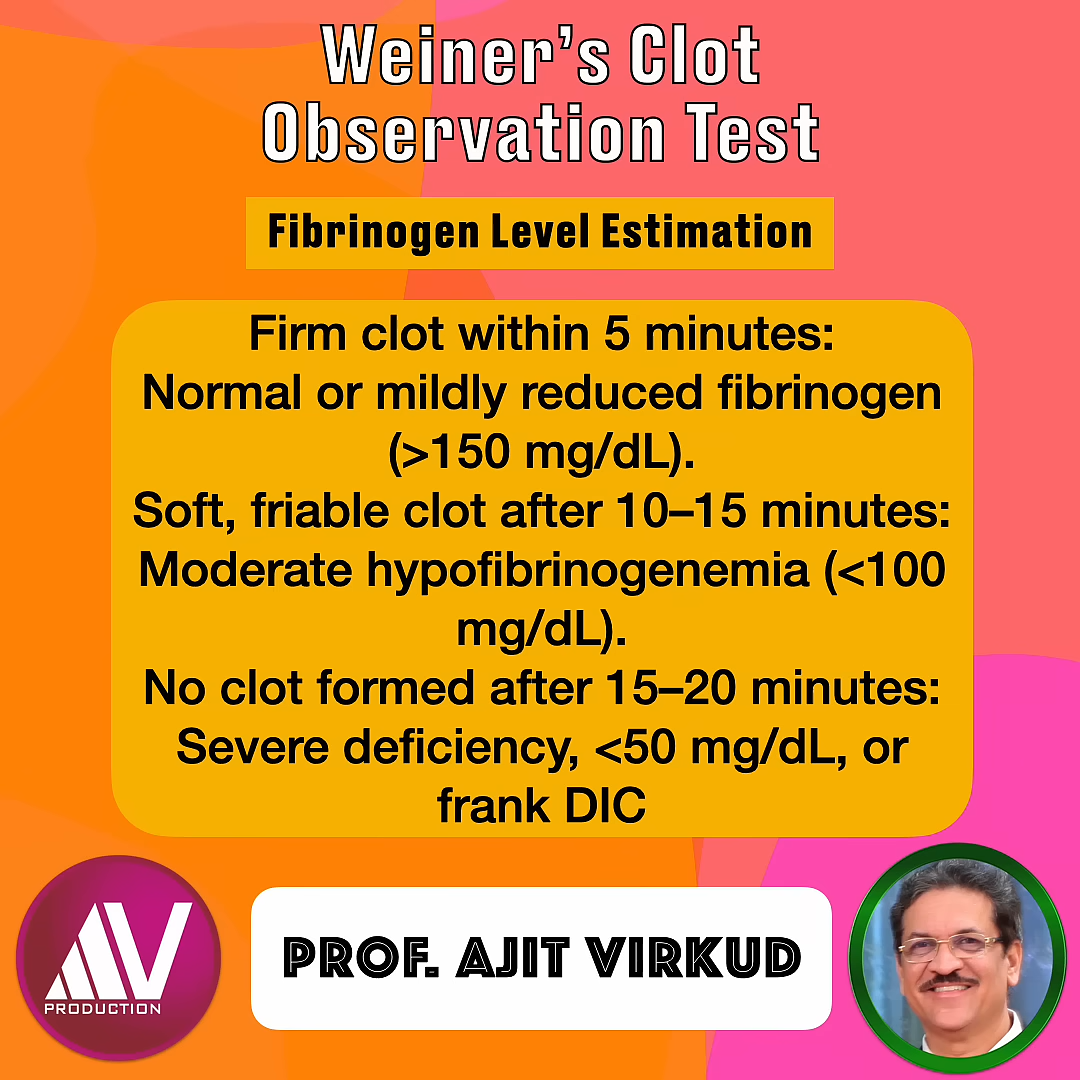 Weiner’s Clot
Observation Test
Fibrinogen Level Estimation
Firm clot within 5 minutes:
Normal or mildly reduced fibrinogen
(>150 mg/dL).
Soft, friable clot after 10–15 minutes:
Moderate hypofibrinogenemia (<100
mg/dL).
No clot formed after 15–20 minutes:
Severe deficiency, <50 mg/dL, or
frank DIC
AV
PRODUCTION
PROF. AJIT VIRKUD